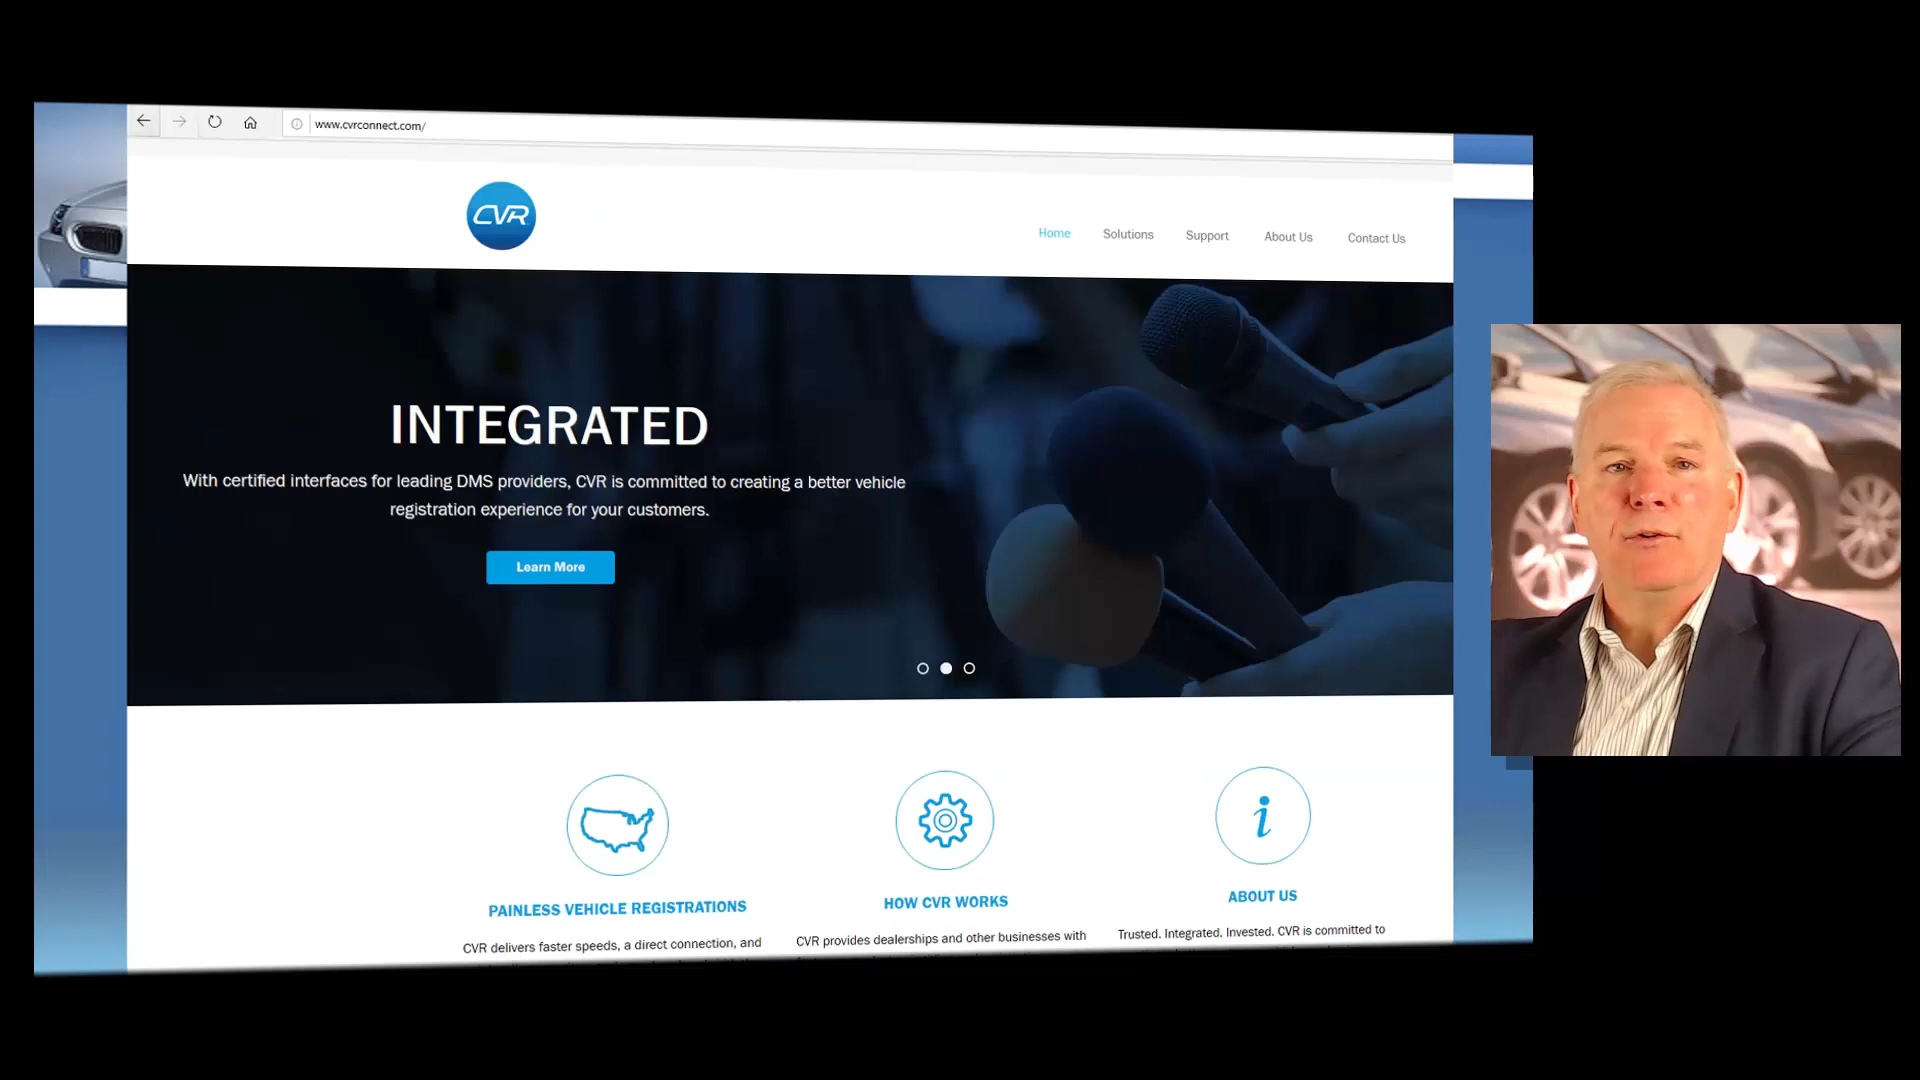 www.cvrconnect.com/
CVR
Home Solutions Support About Us Contact Us
INTEGRATED
With certified interfaces for leading DMS providers, CVR is committed to creating a better vehicle
registration experience for your customers.
Learn More
PAINLESS VEHICLE REGISTRATIONS
CVR delivers faster speeds, a direct connection, and
HOW CVR WORKS
CVR provides dealerships and other businesses with
ABOUT US
Trusted. Integrated. Invested. CVR is committed to